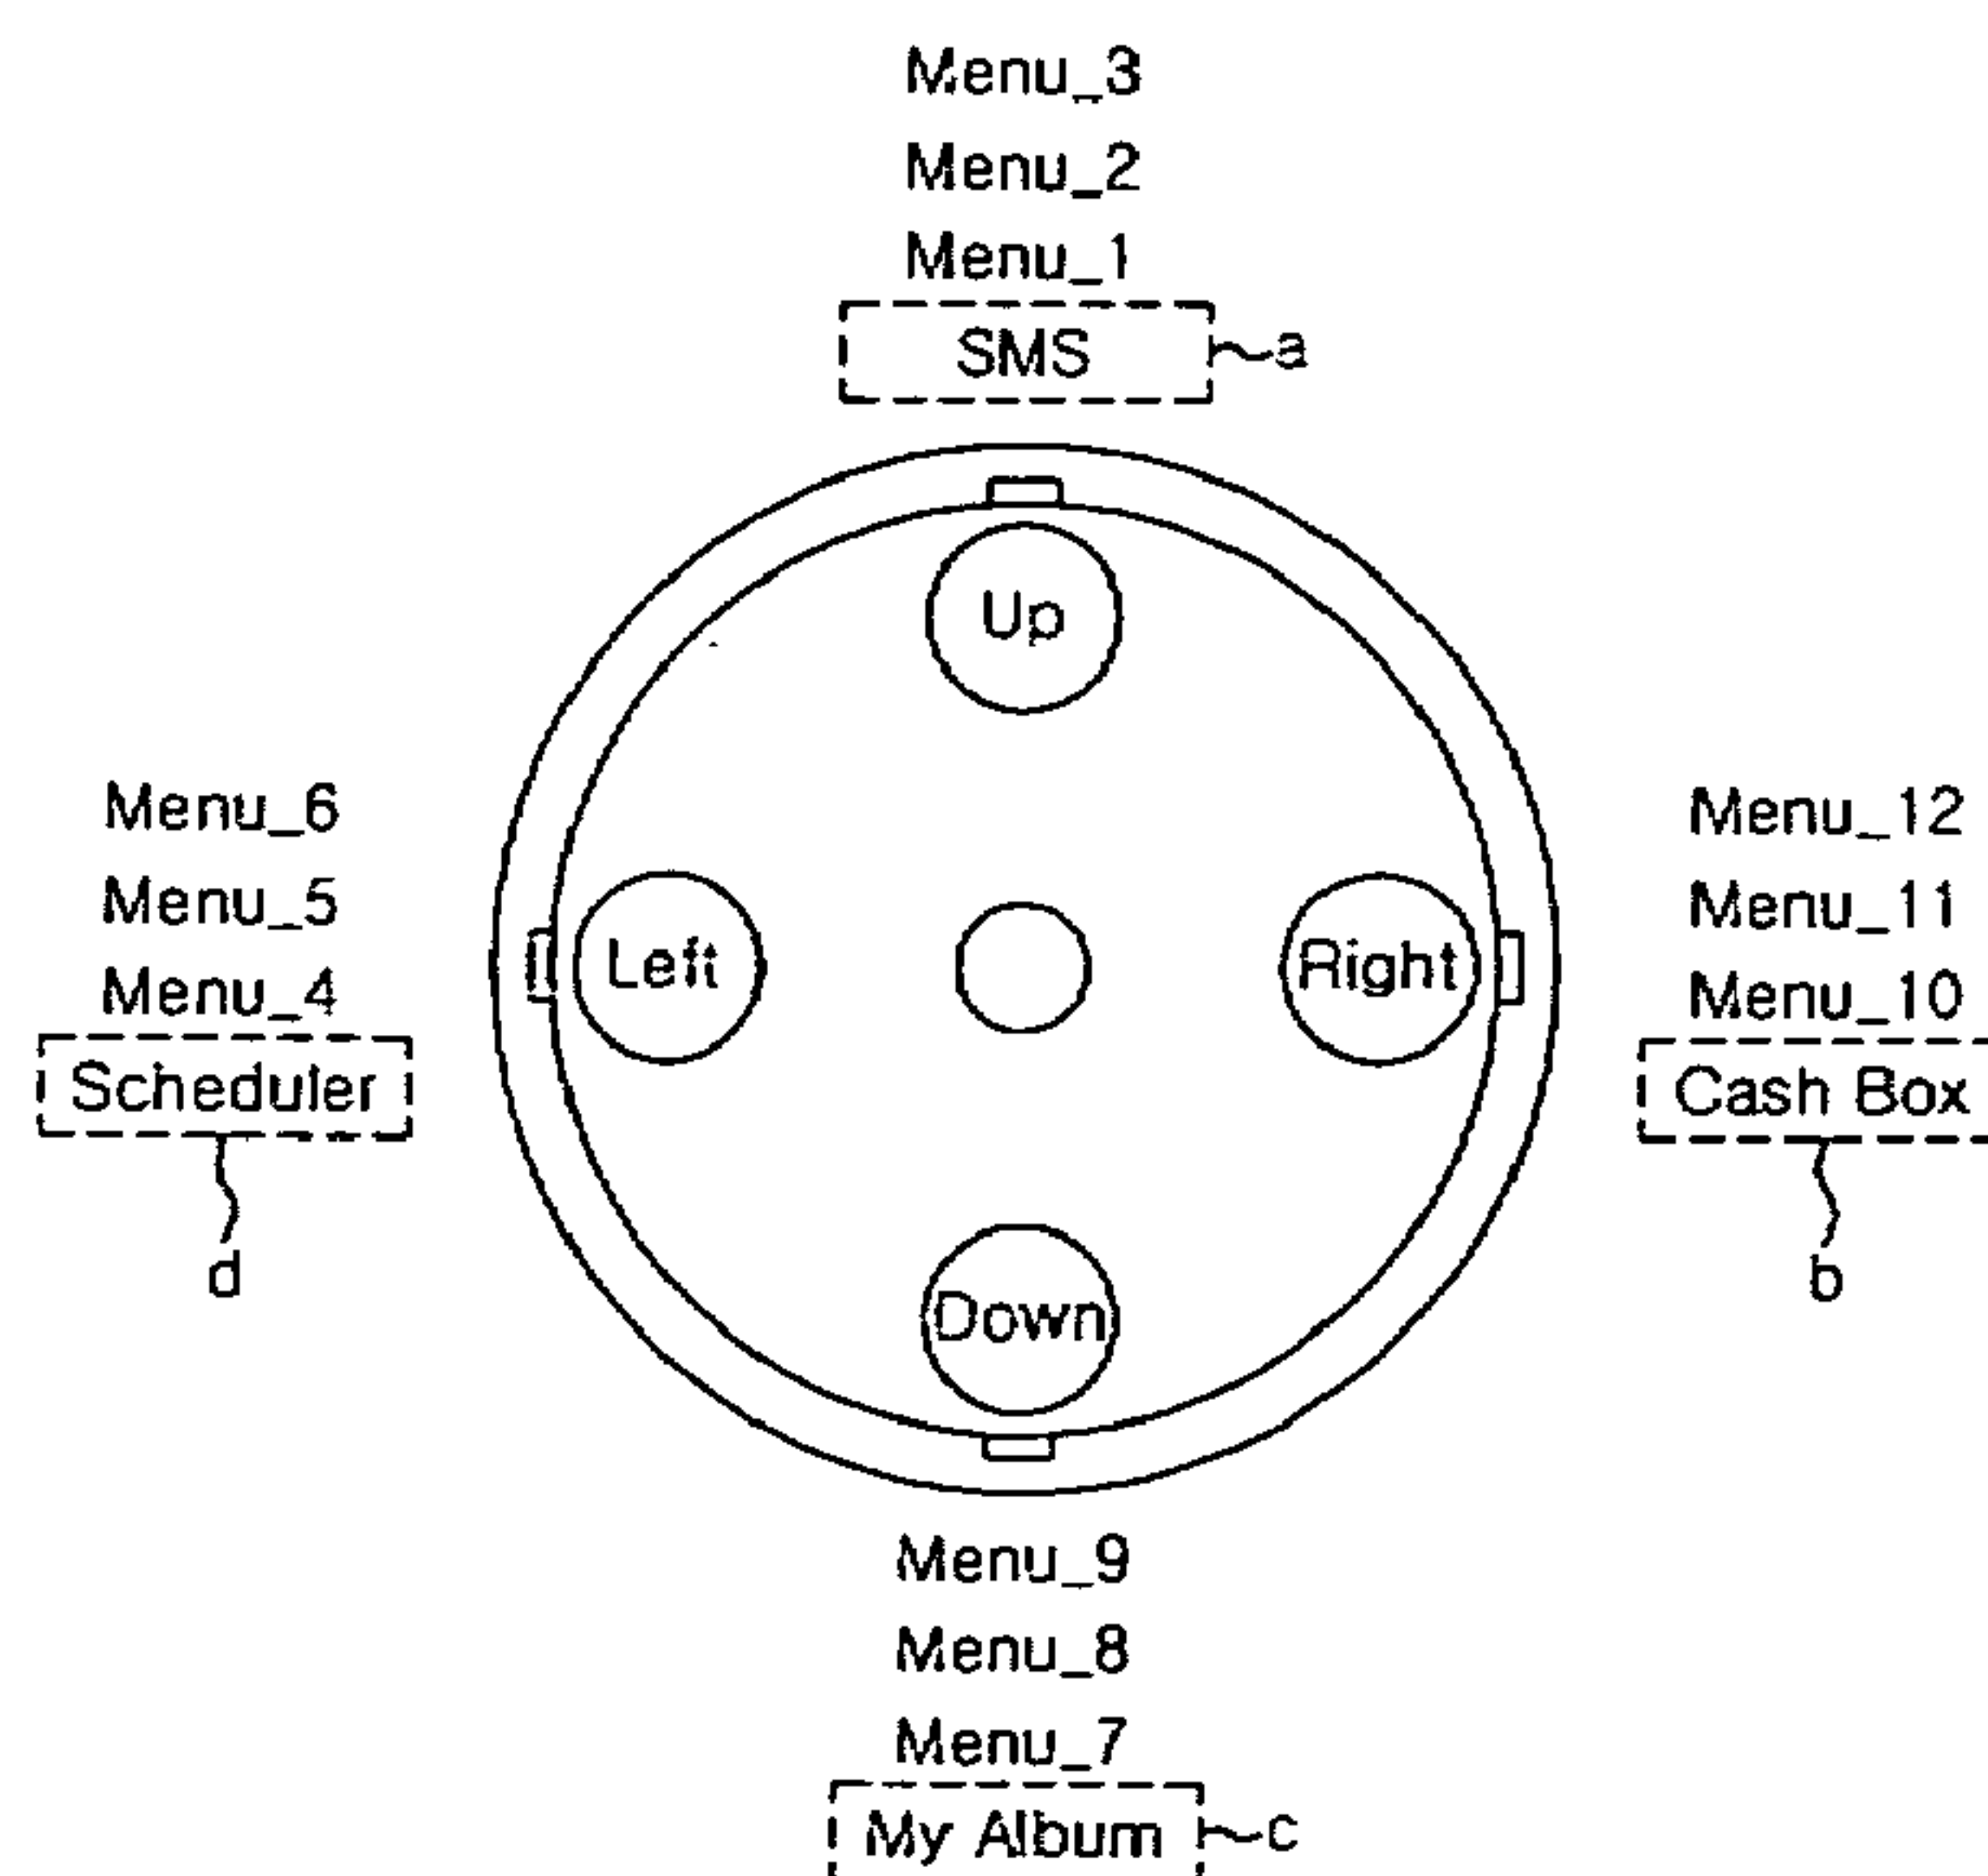 Menu_3
Menu_2
Menu_1
SMS
a
Up
Menu_6
Menu_5
Menu_4
Scheduler
d
Left
Right
Menu_12
Menu_11
Menu_10
Cash Box
b
Down
Menu_9
Menu_8
Menu_7
My Album
c